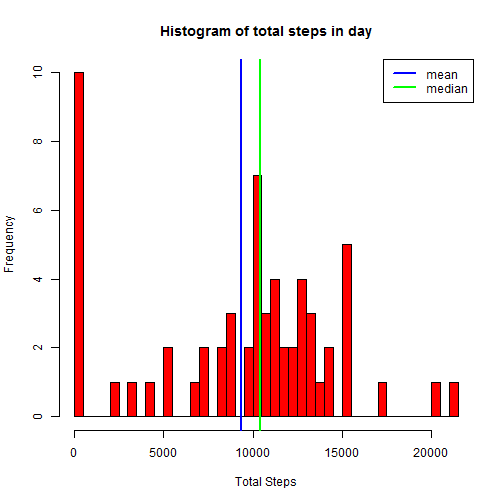 Histogram of total steps in day
mean
median
Frequency
10
8
6
4
2
0
0 5000 10000 15000 20000
Total Steps